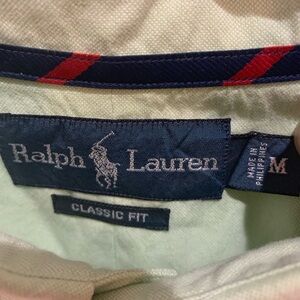 Ralph Lauren
CLASSIC FIT
MADE IN
PHILIPPINES
M